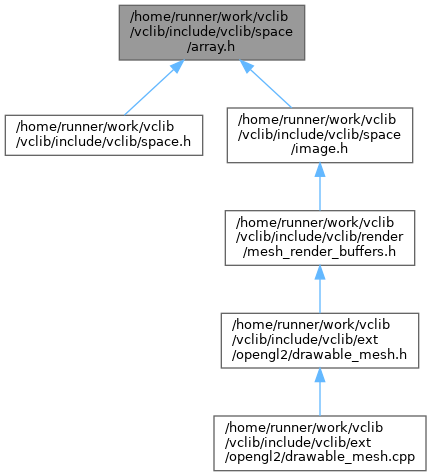 /home/runner/work/vclib
/vclib/include/vclib/space
/array.h
/home/runner/work/vclib
/vclib/include/vclib/space.h
/home/runner/work/vclib
/vclib/include/vclib/space
/image.h
/home/runner/work/vclib
/vclib/include/vclib/render
/mesh_render_buffers.h
/home/runner/work/vclib
/vclib/include/vclib/ext
/opengl2/drawable_mesh.h
/home/runner/work/vclib
/vclib/include/vclib/ext
/opengl2/drawable_mesh.cpp